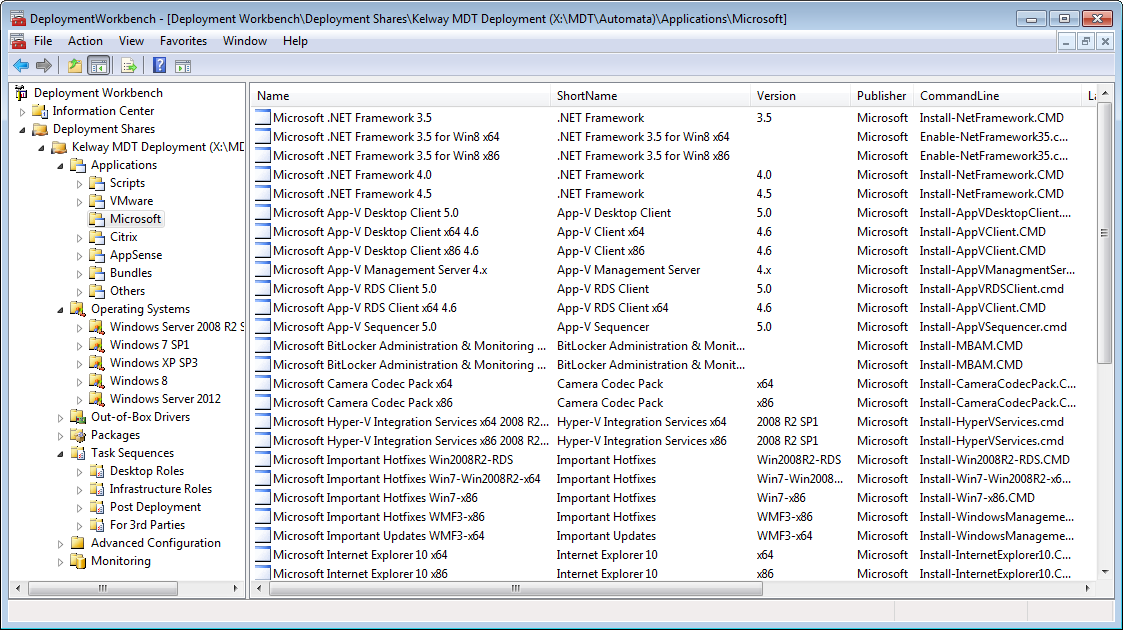 DeploymentWorkbench - [Deployment Workbench\Deployment Shares\Kelway MDT Deployment (X:\MDT\Automata)\Applications\Microsoft]
File Action View Favorites Window Help
Deployment Workbench
Information Center
Deployment Shares
Kelway MDT Deployment (X:\MD
Applications
Scripts
VMware
Microsoft
Citrix
AppSense
Bundles
Others
Operating Systems
Windows Server 2008 R2 S
Windows 7 SP1
Windows XP SP3
Windows 8
Windows Server 2012
Out-of-Box Drivers
Packages
Task Sequences
Desktop Roles
Infrastructure Roles
Post Deployment
For 3rd Parties
Advanced Configuration
Monitoring
Name ShortName Version Publisher CommandLine La
Microsoft .NET Framework 3.5 .NET Framework 3.5 Microsoft Install-NetFramework.CMD
Microsoft .NET Framework 3.5 for Win8 x64 .NET Framework 3.5 for Win8 x64 Microsoft Enable-NetFramework35.c...
Microsoft .NET Framework 3.5 for Win8 x86 .NET Framework 3.5 for Win8 x86 Microsoft Enable-NetFramework35.c...
Microsoft .NET Framework 4.0 .NET Framework 4.0 Microsoft Install-NetFramework.CMD
Microsoft .NET Framework 4.5 .NET Framework 4.5 Microsoft Install-NetFramework.CMD
Microsoft App-V Desktop Client 5.0 App-V Desktop Client 5.0 Microsoft Install-AppVDesktopClient....
Microsoft App-V Desktop Client x64 4.6 App-V Client x64 4.6 Microsoft Install-AppVClient.CMD
Microsoft App-V Desktop Client x86 4.6 App-V Client x86 4.6 Microsoft Install-AppVClient.CMD
Microsoft App-V Management Server 4.x App-V Management Server 4.x Microsoft Install-AppVManagmentSer...
Microsoft App-V RDS Client 5.0 App-V RDS Client 5.0 Microsoft Install-AppVRDSClient.cmd
Microsoft App-V RDS Client x64 4.6 App-V RDS Client x64 4.6 Microsoft Install-AppVClient.CMD
Microsoft App-V Sequencer 5.0 App-V Sequencer 5.0 Microsoft Install-AppVSequencer.cmd
Microsoft BitLocker Administration & Monitoring ... BitLocker Administration & Monit... Microsoft Install-MBAM.CMD
Microsoft BitLocker Administration & Monitoring ... BitLocker Administration & Monit... Microsoft Install-MBAM.CMD
Microsoft Camera Codec Pack x64 Camera Codec Pack x64 Microsoft Install-CameraCodecPack.C...
Microsoft Camera Codec Pack x86 Camera Codec Pack x86 Microsoft Install-CameraCodecPack.C...
Microsoft Hyper-V Integration Services x64 2008 R2... Hyper-V Integration Services x64 2008 R2 SP1 Microsoft Install-HyperVServices.cmd
Microsoft Hyper-V Integration Services x86 2008 R2... Hyper-V Integration Services x86 2008 R2 SP1 Microsoft Install-HyperVServices.cmd
Microsoft Important Hotfixes Win2008R2-RDS Important Hotfixes Win2008R2-RDS Microsoft Install-Win2008R2-RDS.CMD
Microsoft Important Hotfixes Win7-Win2008R2-x64 Important Hotfixes Win7-Win2008... Microsoft Install-Win7-Win2008R2-x6...
Microsoft Important Hotfixes Win7-x86 Important Hotfixes Win7-x86 Microsoft Install-Win7-x86.CMD
Microsoft Important Hotfixes WMF3-x86 Important Hotfixes WMF3-x86 Microsoft Install-WindowsManageme...
Microsoft Important Updates WMF3-x64 Important Updates WMF3-x64 Microsoft Install-WindowsManageme...
Microsoft Internet Explorer 10 x64 Internet Explorer 10 x64 Microsoft Install-InternetExplorer10.C...
Microsoft Internet Explorer 10 x86 Internet Explorer 10 x86 Microsoft Install-InternetExplorer10.C...